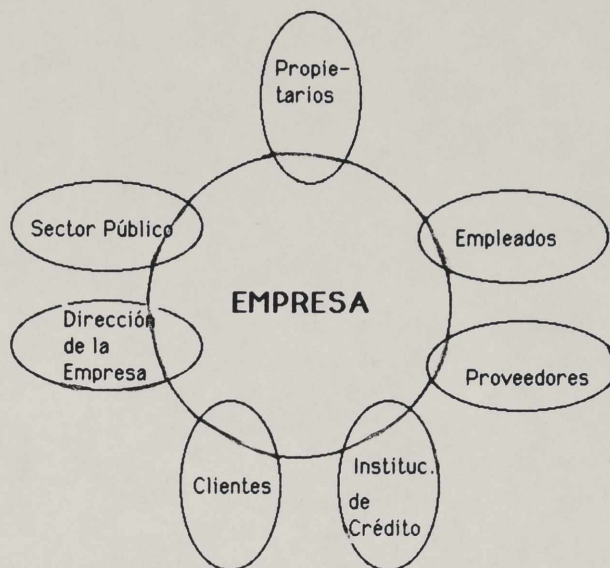 Propie-
tarios
Sector Público
Empleados
EMPRESA
Dirección
de la
Empresa
Proveedores
Clientes
Instituc.
de
Crédito